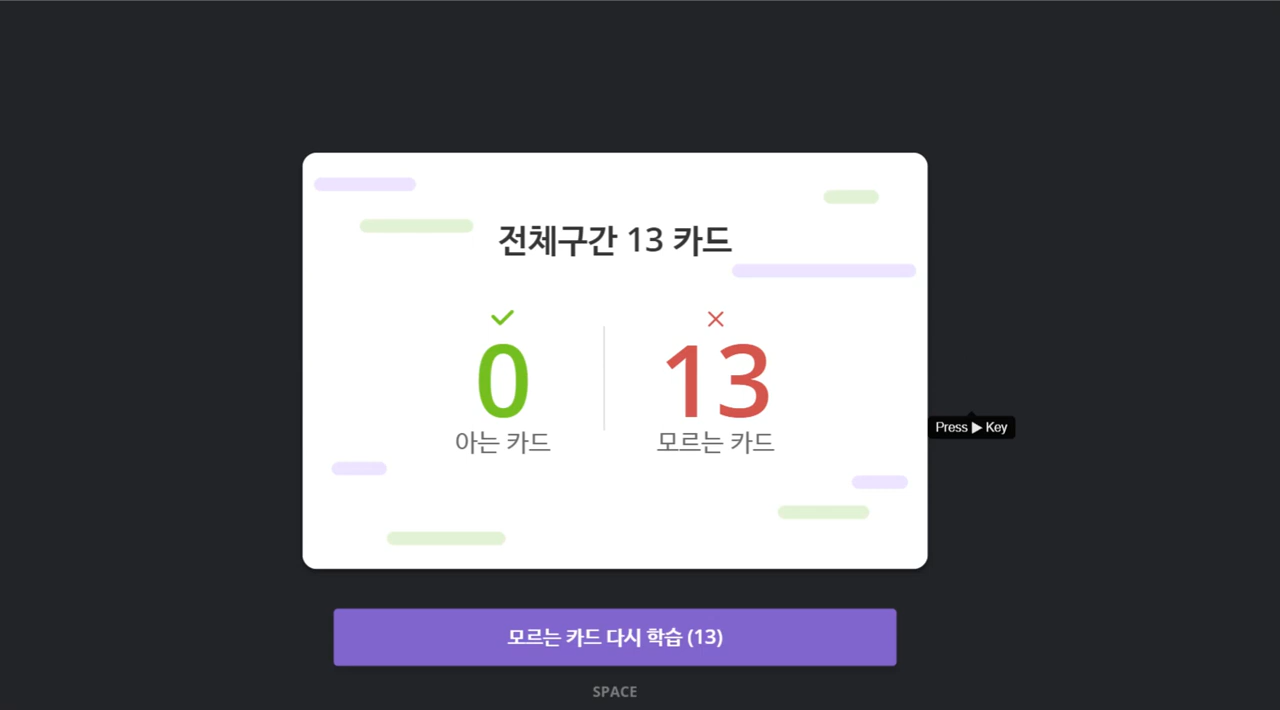 전체구간 13 카드
0
13
아는 카드
모르는 카드
Press ▶ Key
모르는 카드 다시 학습 (13)
SPACE